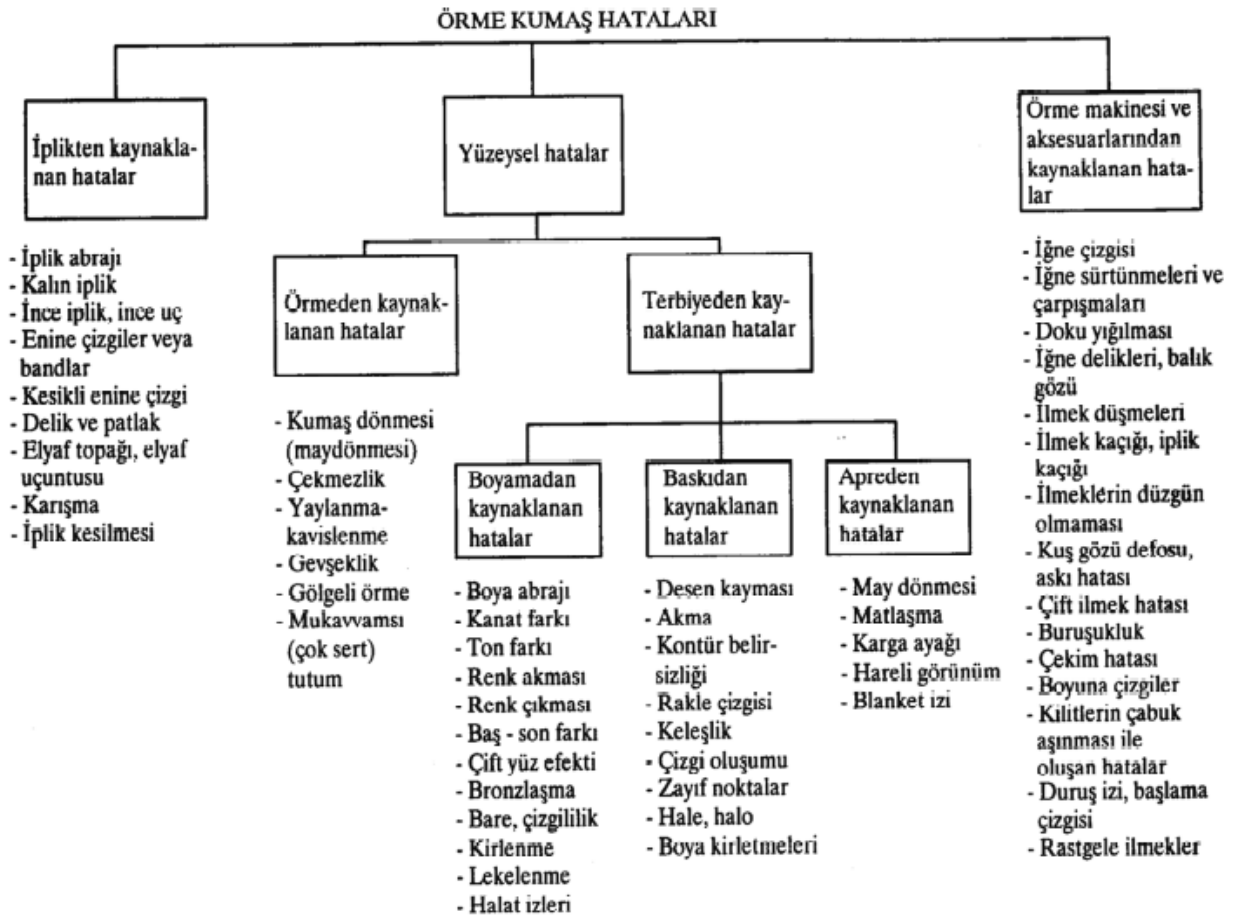 ÖRME KUMAŞ HATALARI
İplikten kaynakla-
nan hatalar
- İplik abrajı
- Kalın iplik
- İnce iplik, ince uç
- Enine çizgiler veya
bandlar
- Kesikli enine çizgi
- Delik ve patlak
- Elyaf topağı, elyaf
uçuntusu
- Karışma
- İplik kesilmesi
Yüzeysel hatalar
Örmeden kaynak-
lanan hatalar
- Kumaş dönmesi
(maydönmesi)
- Çekmezlik
- Yaylanma-
kavislenme
- Gevşeklik
- Gölgeli örme
- Mukavvamsı
(çok sert)
tutum
Terbiyeden kay-
naklanan hatalar
Boyamadan
kaynaklanan
hatalar
- Boya abrajı
- Kanat farkı
- Ton farkı
- Renk akması
- Renk çıkması
- Baş - son farkı
- Çift yüz efekti
- Bronzlaşma
- Bare, çizgililik
- Kirlenme
- Lekelenme
- Halat izleri
Baskıdan
kaynaklanan
hatalar
- Desen kayması
- Akma
- Kontür belir-
sizliği
- Rakle çizgisi
- Keleşlik
- Çizgi oluşumu
- Zayıf noktalar
- Hale, halo
- Boya kirletmeleri
Apreden
kaynaklanan
hatalar
- May dönmesi
- Matlaşma
- Karga ayağı
- Hareli görünüm
- Blanket izi
Örme makinesi ve
aksesuarlarından
kaynaklanan hata-
lar
- İğne çizgisi
- İğne sürtünmeleri ve
çarpışmaları
- Doku yığılması
- İğne delikleri, balık
gözü
- İlmek düşmeleri
- İlmek kaçığı, iplik
kaçığı
- İlmeklerin düzgün
olmaması
- Kuş gözü defosu,
askı hatası
- Çift ilmek hatası
- Buruşukluk
- Çekim hatası
- Boyuna çizgiler
- Kilitlerin çabuk
aşınması ile
oluşan hatalar
- Duruş izi, başlama
çizgisi
- Rastgele ilmekler